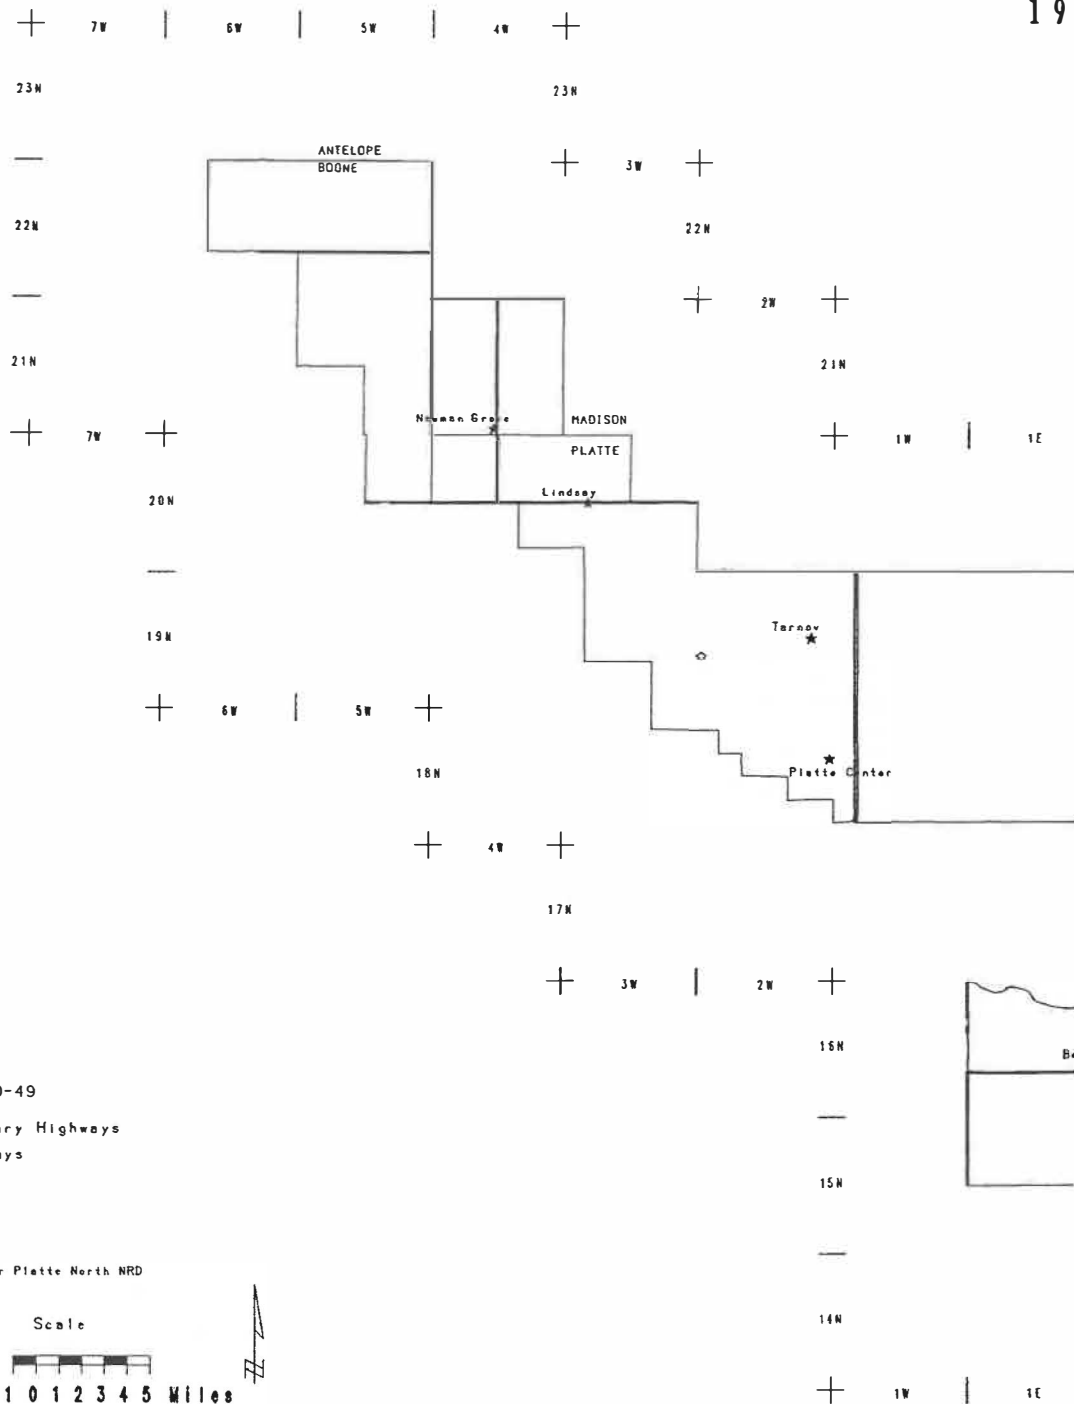 19
7W 6W 5W 4W
23N 23N
ANTELOPE
BOONE
3W
22N 22N
2W
21N 21N
Newman Grove
MADISON
7W 1W 1E
PLATTE
Lindsay
20N
Tarnov
19N
6W 5W
18N
Platte Center
4W
17N
3W 2W
16N
-49
Highways
15N
Platte North NRD
Scale
14N
1 0 1 2 3 4 5 Miles
1W 1E